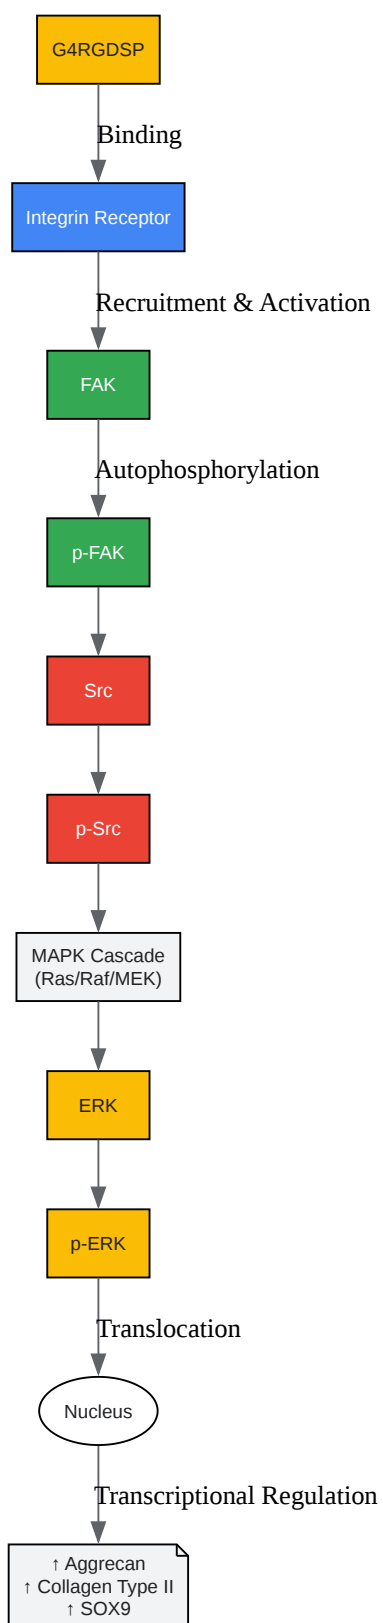 G4RGDSP
Binding
Integrin Receptor
Recruitment & Activation
FAK
Autophosphorylation
p-FAK
Src
p-Src
MAPK Cascade
(Ras/Raf/MEK)
ERK
p-ERK
Translocation
Nucleus
Transcriptional Regulation
↑ Aggrecan
↑ Collagen Type II
↑ SOX9